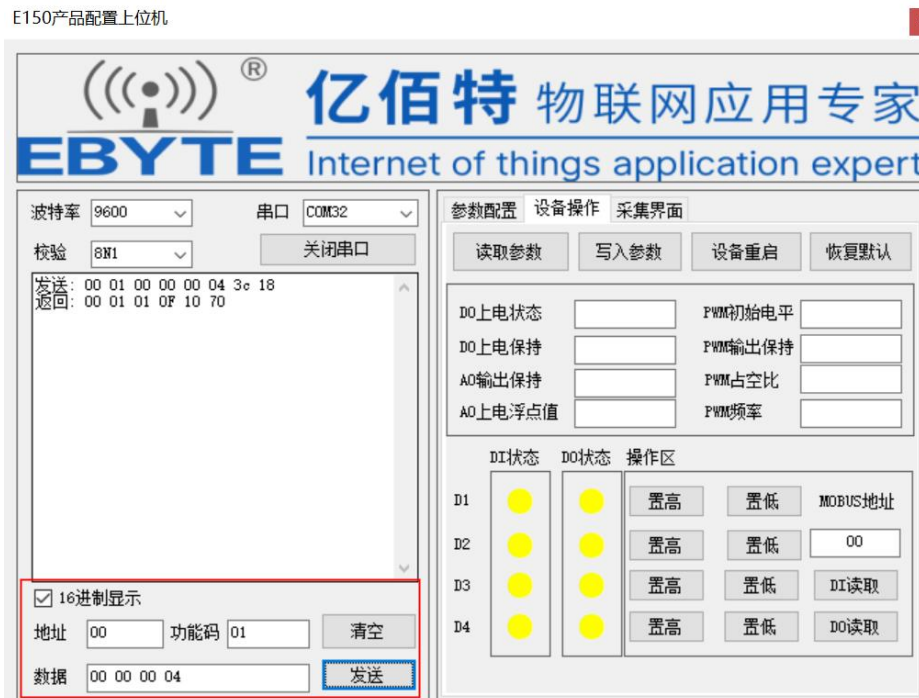 E150产品配置上位机
®
亿佰特 物联网应用专家
EBYTE Internet of things application expert
波特率 9600 串口 COM32
校验 8N1 关闭串口
发送: 00 01 00 00 00 04 3c 18
返回: 00 01 01 0F 10 70
16进制显示
地址 00 功能码 01 清空
数据 00 00 00 04 发送
参数配置 设备操作 采集界面
读取参数 写入参数 设备重启 恢复默认
DO上电状态 PWM初始电平
DO上电保持 PWM输出保持
AO输出保持 PWM占空比
AO上电浮点值 PWM频率
DI状态 DO状态 操作区
D1 置高 置低 MOBUS地址
D2 置高 置低 00
D3 置高 置低 DI读取
D4 置高 置低 DO读取